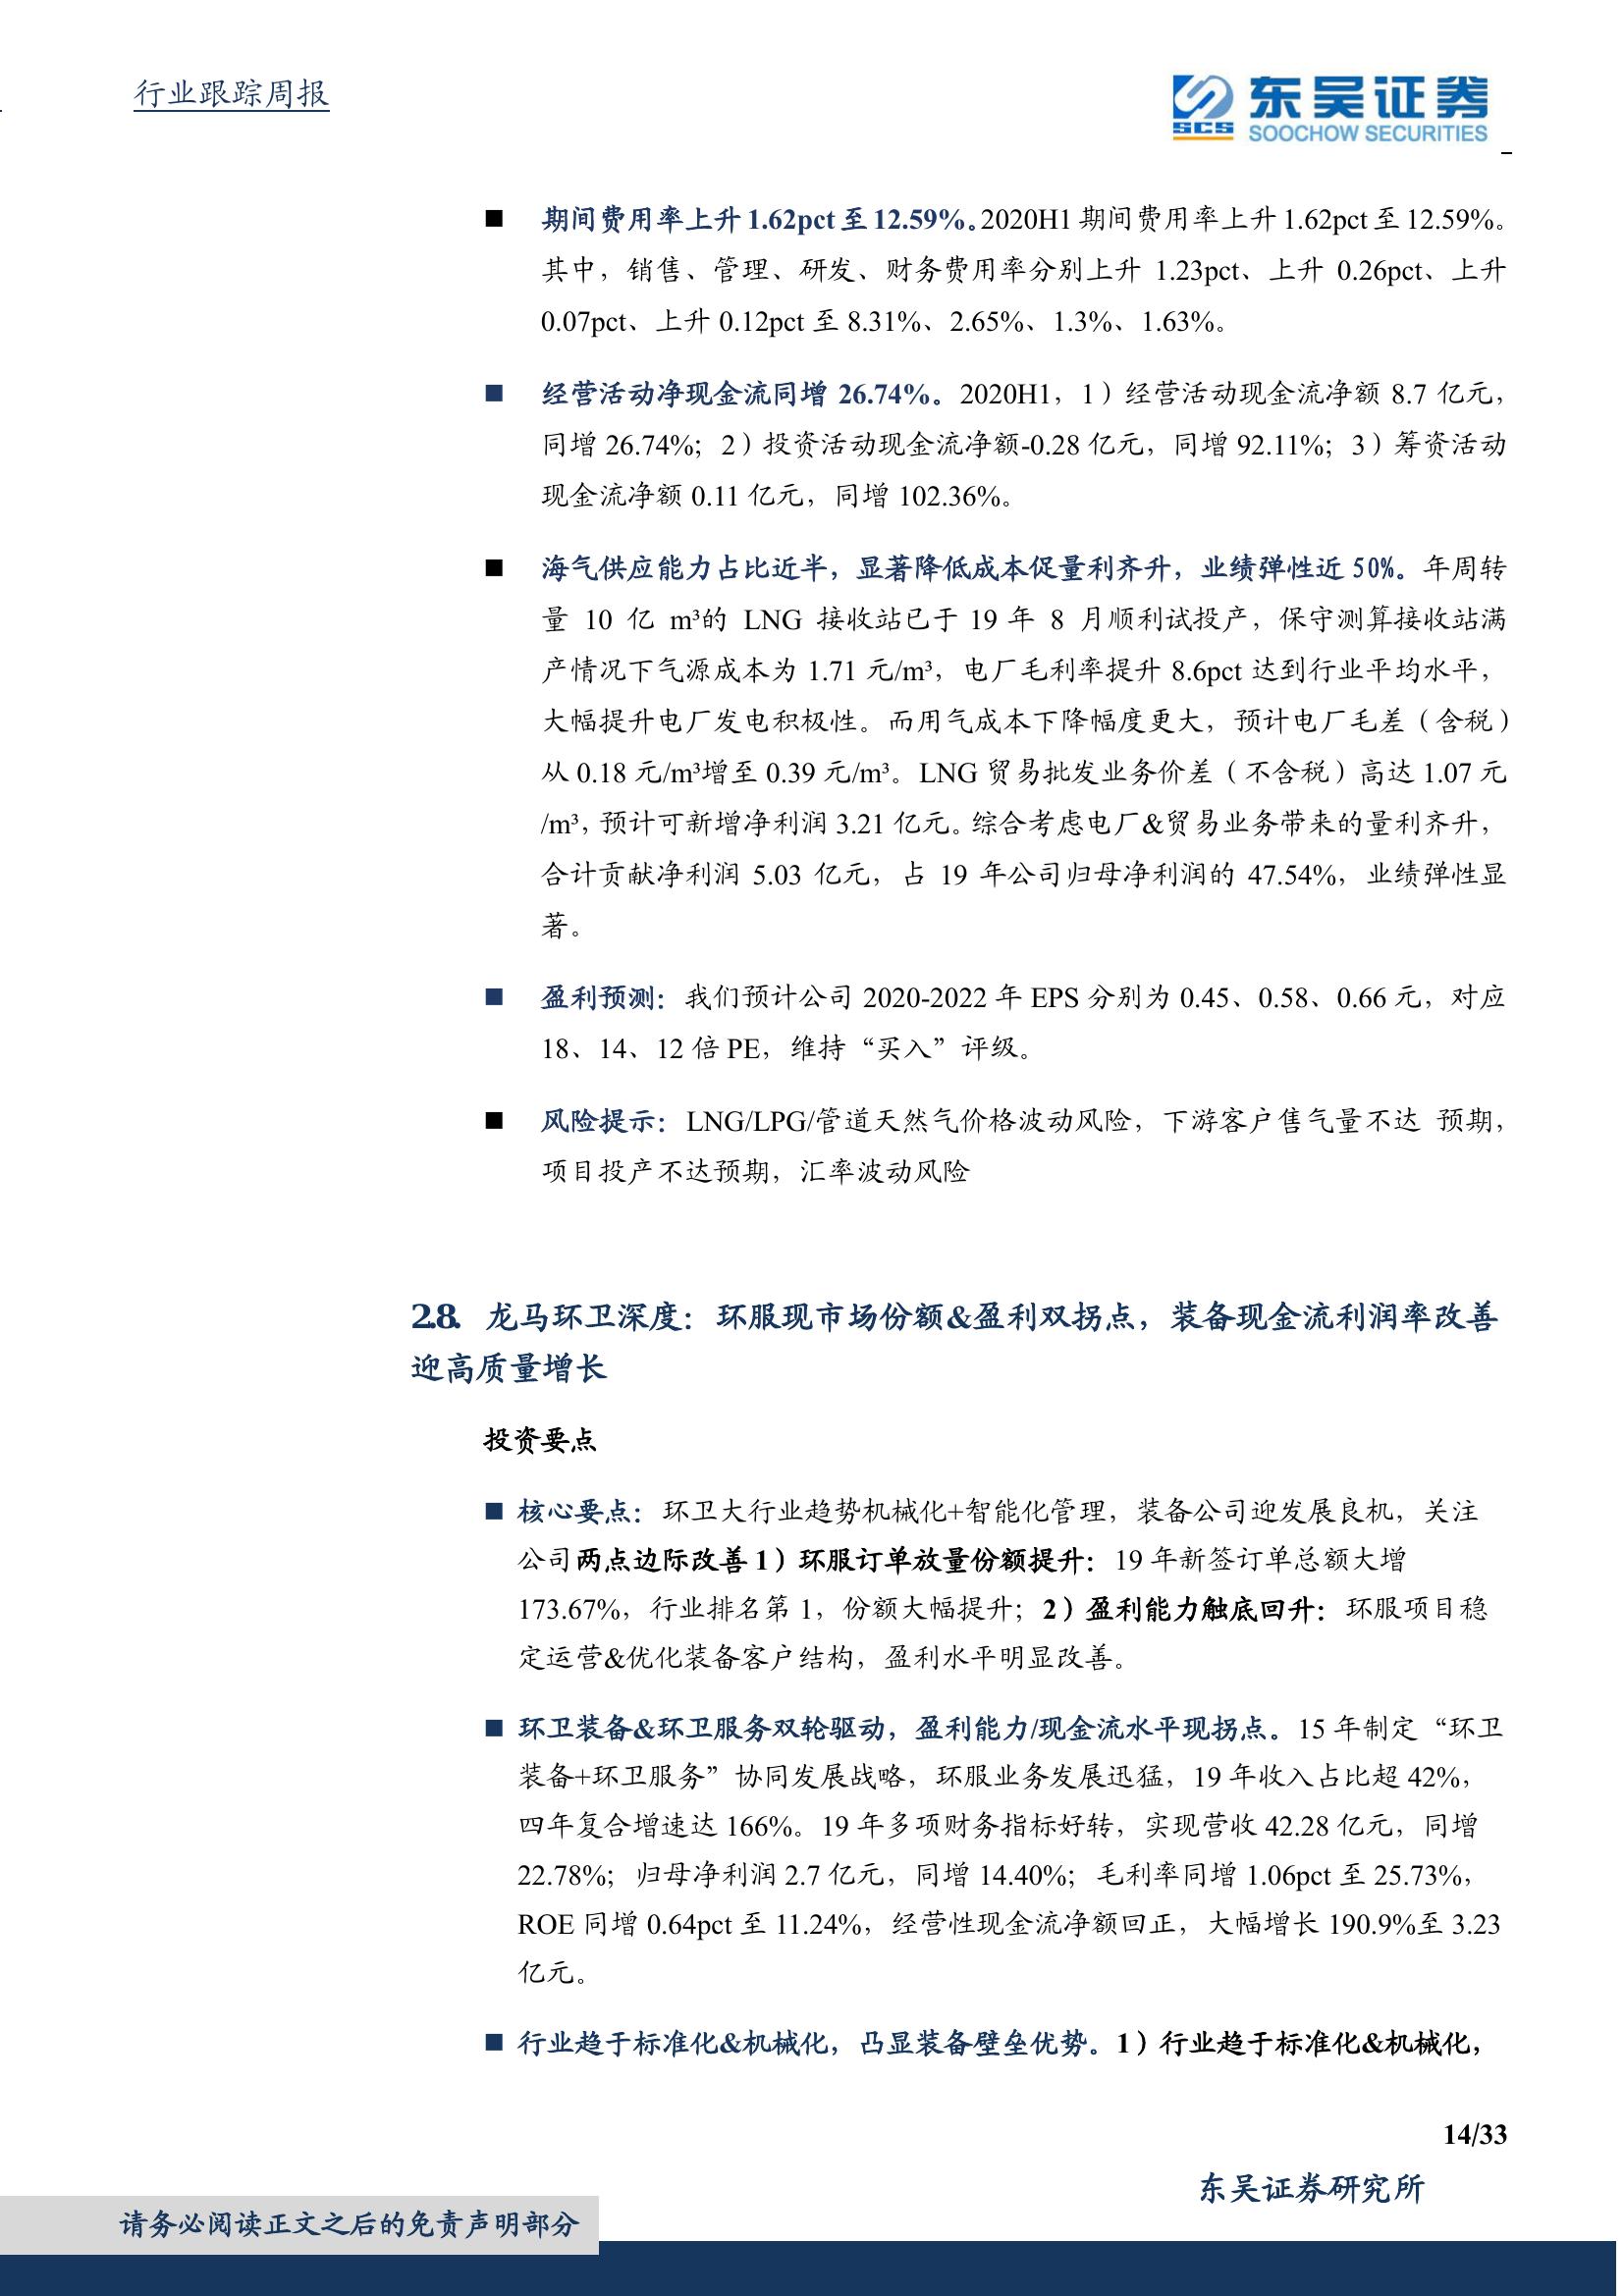 行业跟踪周报
SCS
东吴证券
SOOCHOW SECURITIES
■ 期间费用率上升 1.62pct 至 12.59%。2020H1 期间费用率上升 1.62pct 至 12.59%。
其中，销售、管理、研发、财务费用率分别上升 1.23pct、上升 0.26pct、上升
0.07pct、上升 0.12pct 至 8.31%、2.65%、1.3%、1.63%。
■ 经营活动净现金流同增 26.74%。2020H1，1）经营活动现金流净额 8.7 亿元，
同增 26.74%；2）投资活动现金流净额-0.28 亿元，同增 92.11%；3）筹资活动
现金流净额 0.11 亿元，同增 102.36%。
■ 海气供应能力占比近半，显著降低成本促量利齐升，业绩弹性近 50%。年周转
量 10 亿 m³的 LNG 接收站已于 19 年 8 月顺利试投产，保守测算接收站满
产情况下气源成本为 1.71 元/m³，电厂毛利率提升 8.6pct 达到行业平均水平，
大幅提升电厂发电积极性。而用气成本下降幅度更大，预计电厂毛差（含税）
从 0.18 元/m³增至 0.39 元/m³。LNG 贸易批发业务价差（不含税）高达 1.07 元
/m³，预计可新增净利润 3.21 亿元。综合考虑电厂&贸易业务带来的量利齐升，
合计贡献净利润 5.03 亿元，占 19 年公司归母净利润的 47.54%，业绩弹性显
著。
■ 盈利预测：我们预计公司 2020-2022 年 EPS 分别为 0.45、0.58、0.66 元，对应
18、14、12 倍 PE，维持“买入”评级。
■ 风险提示：LNG/LPG/管道天然气价格波动风险，下游客户售气量不达 预期，
项目投产不达预期，汇率波动风险
2.8. 龙马环卫深度：环服现市场份额&盈利双拐点，装备现金流利润率改善
迎高质量增长
投资要点
■ 核心要点：环卫大行业趋势机械化+智能化管理，装备公司迎发展良机，关注
公司两点边际改善 1）环服订单放量份额提升：19 年新签订单总额大增
173.67%，行业排名第 1，份额大幅提升；2）盈利能力触底回升：环服项目稳
定运营&优化装备客户结构，盈利水平明显改善。
■ 环卫装备&环卫服务双轮驱动，盈利能力/现金流水平现拐点。15 年制定“环卫
装备+环卫服务”协同发展战略，环服业务发展迅猛，19 年收入占比超 42%，
四年复合增速达 166%。19 年多项财务指标好转，实现营收 42.28 亿元，同增
22.78%；归母净利润 2.7 亿元，同增 14.40%；毛利率同增 1.06pct 至 25.73%，
ROE 同增 0.64pct 至 11.24%，经营性现金流净额回正，大幅增长 190.9%至 3.23
亿元。
■ 行业趋于标准化&机械化，凸显装备壁垒优势。1）行业趋于标准化&机械化，
14/33
东吴证券研究所
请务必阅读正文之后的免责声明部分